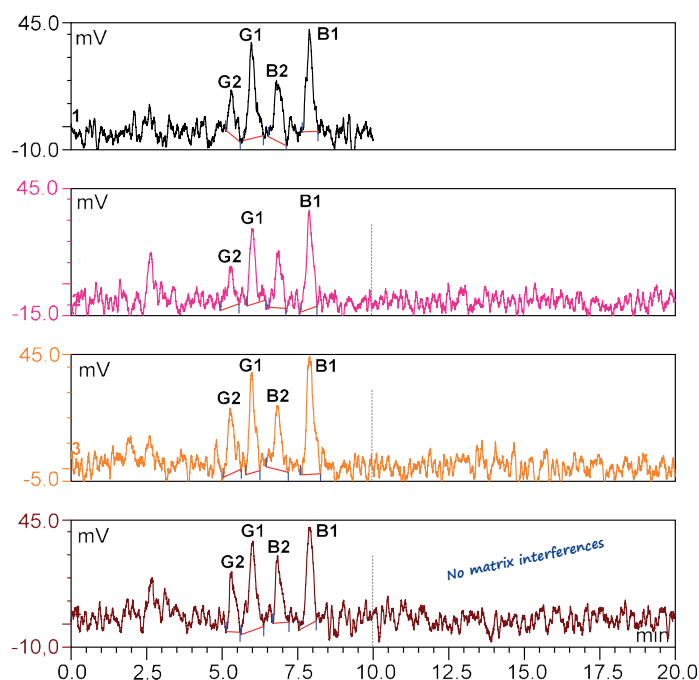 45.0
mV
G2
G1
B2
B1
1
-10.0
45.0
mV
G2
G1
B1
2
-15.0
45.0
mV
G2
G1
B2
B1
3
-5.0
45.0
mV
G2
G1
B2
B1
No matrix interferences
4
min
-10,0
0.0 2.5 5.0 7.5 10.0 12.5 15.0 17.5 20.0